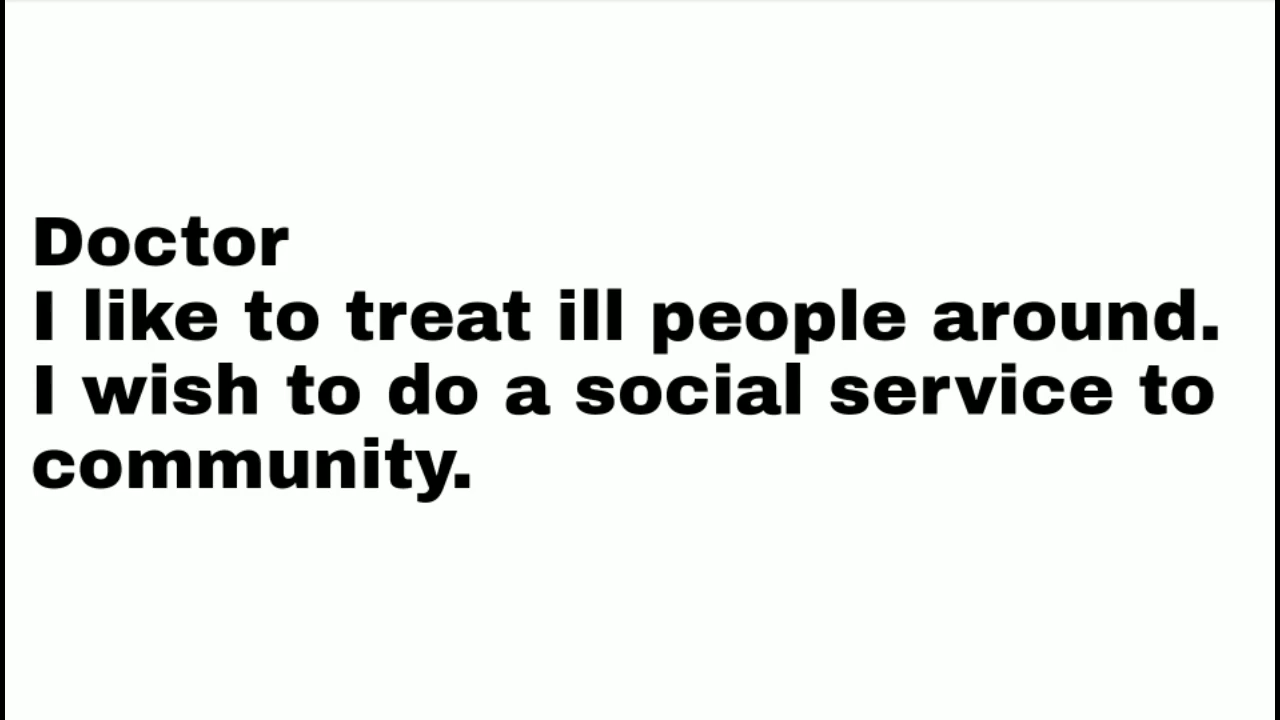 Doctor
I like to treat ill people around.
I wish to do a social service to
community.